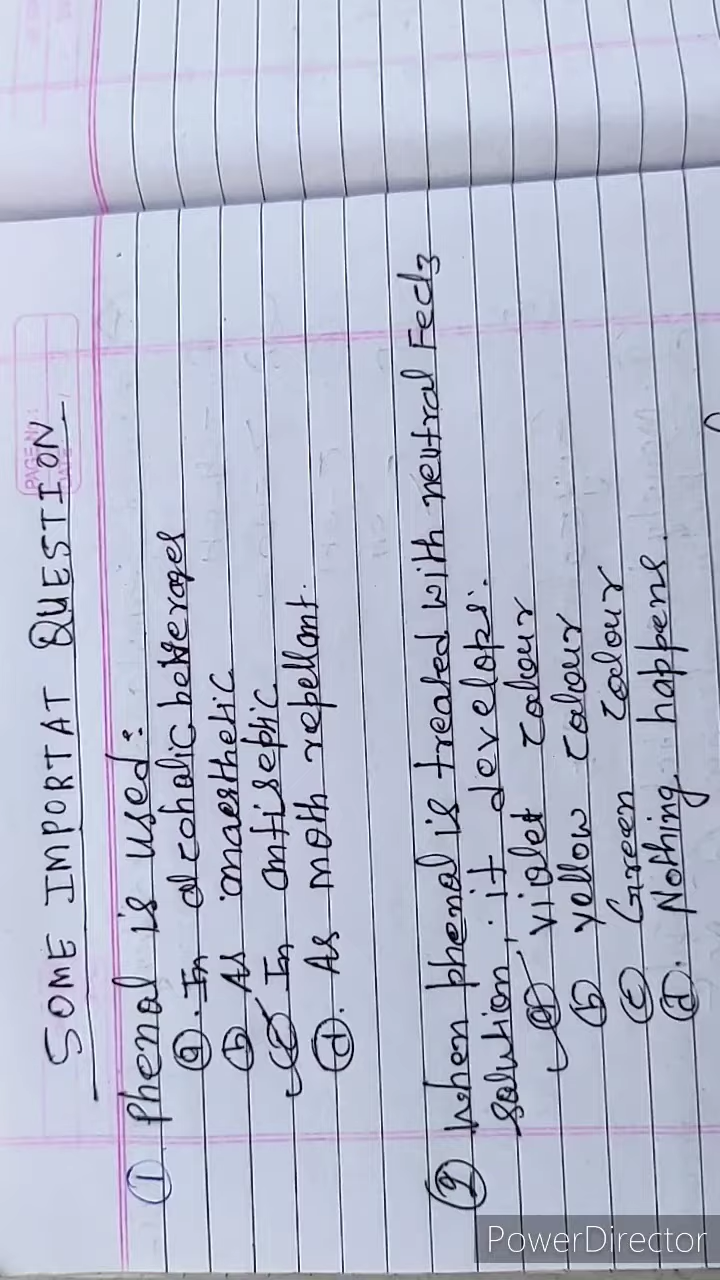 SOME IMPORTAT QUESTION
① Phenol is used:
ⓐ. In alcoholic beverages
ⓑ As anaesthetic
ⓒ In antiseptic
ⓓ. As moth repellant.
② When phenol is treated with neutral Fecl3
solution, it develops:
ⓐ violet colour
ⓑ yellow colour
ⓒ Green colour
ⓓ. Nothing happens.
PowerDirector